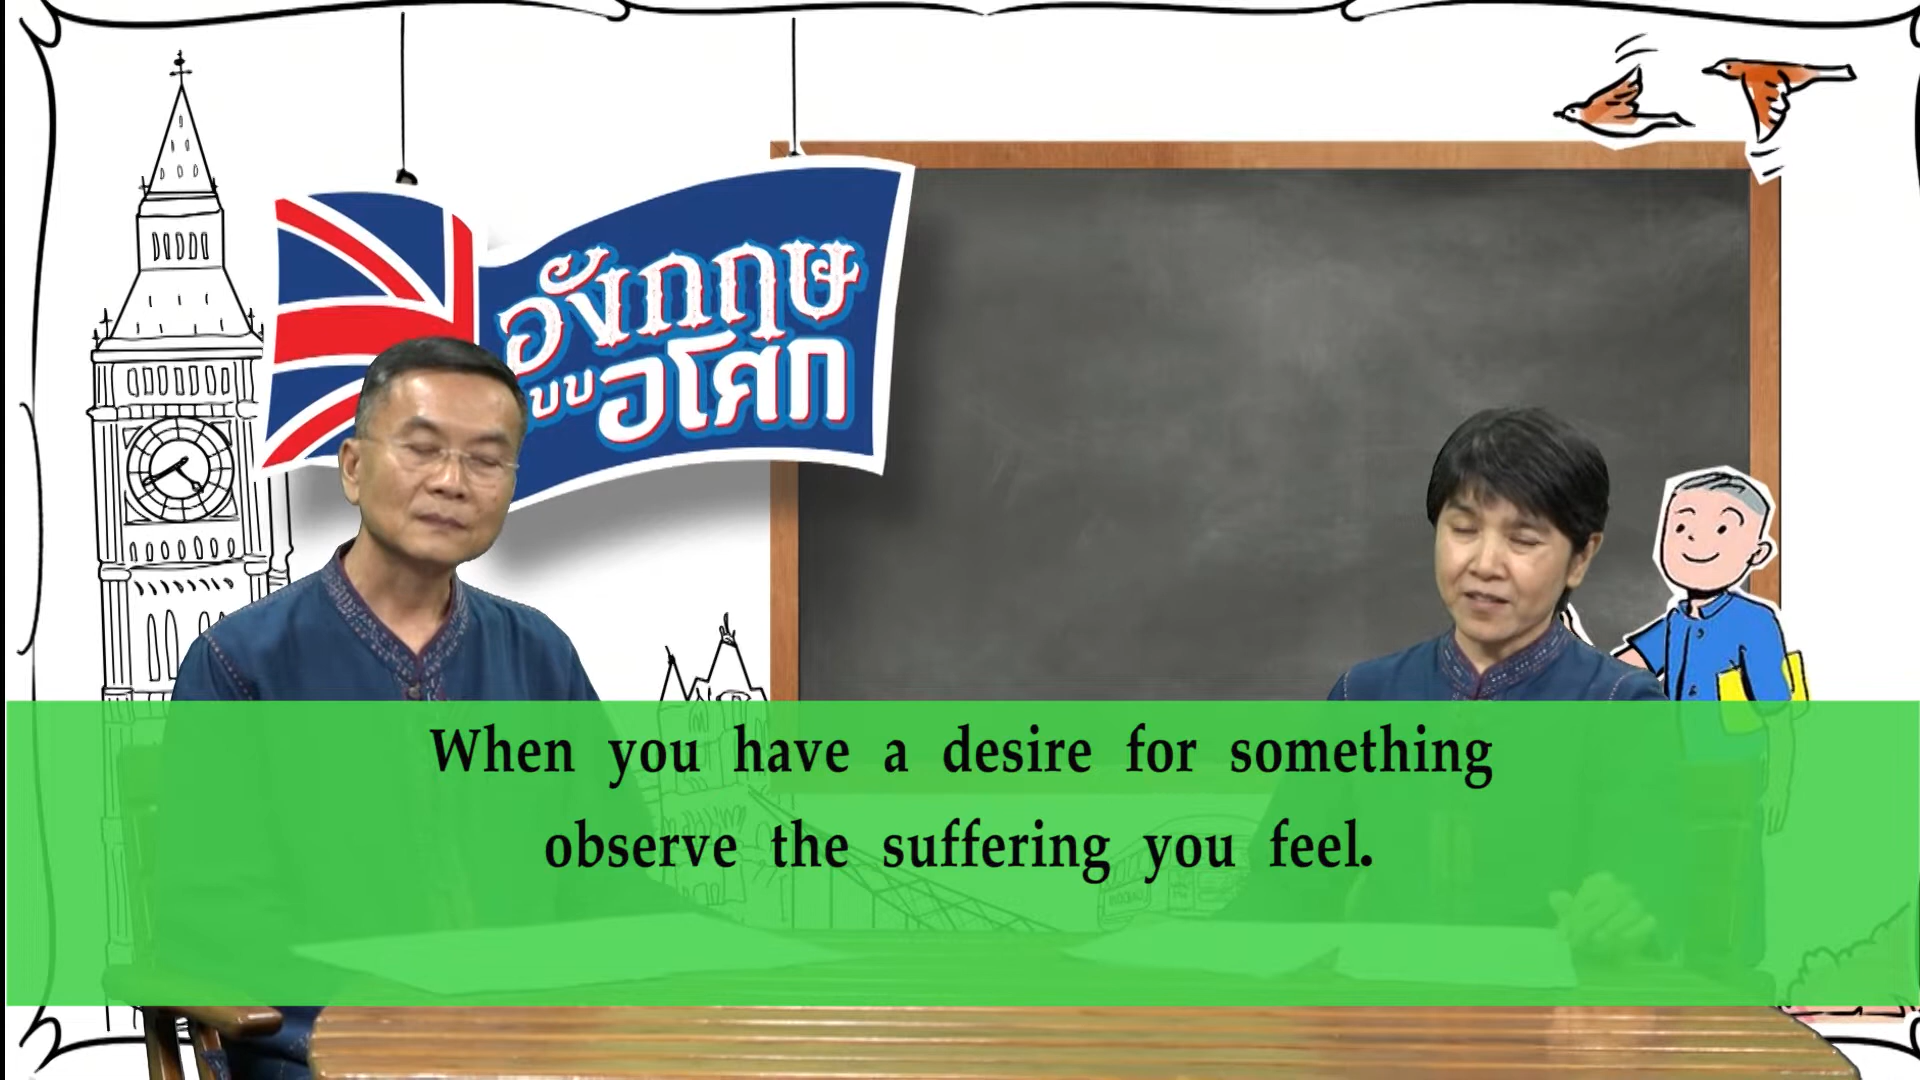 อังกฤษ
แบบ อโศก
When you have a desire for something
observe the suffering you feel.